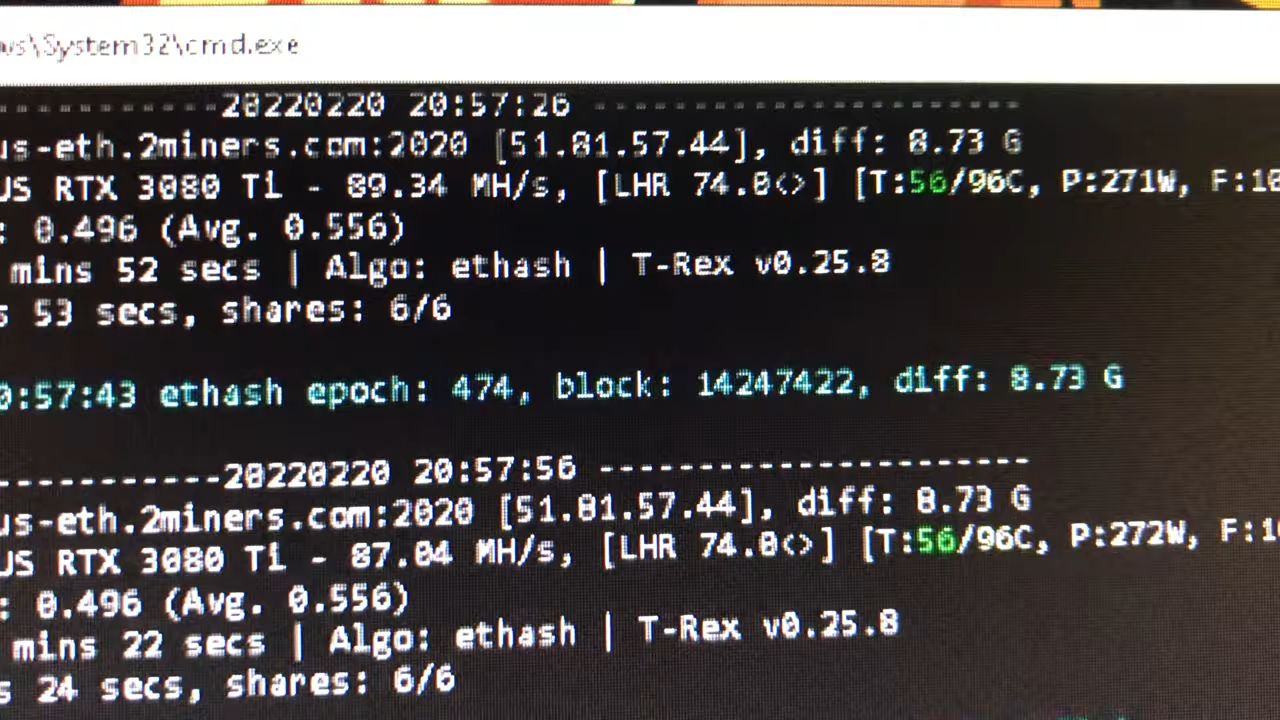 ws\System32\cmd.exe
-----------20220220 20:57:26 ---------------------
us-eth.2miners.com:2020 [51.81.57.44], diff: 8.73 G
US RTX 3080 Ti - 89.34 MH/s, [LHR 74.0<>] [T:56/96C, P:271W, F:10
: 0.496 (Avg. 0.556)
mins 52 secs | Algo: ethash | T-Rex v0.25.8
s 53 secs, shares: 6/6
0:57:43 ethash epoch: 474, block: 14247422, diff: 8.73 G
-----------20220220 20:57:56 ---------------------
us-eth.2miners.com:2020 [51.81.57.44], diff: 8.73 G
US RTX 3080 Ti - 87.04 MH/s, [LHR 74.0<>] [T:56/96C, P:272W, F:1
: 0.496 (Avg. 0.556)
mins 22 secs | Algo: ethash | T-Rex v0.25.8
s 24 secs, shares: 6/6